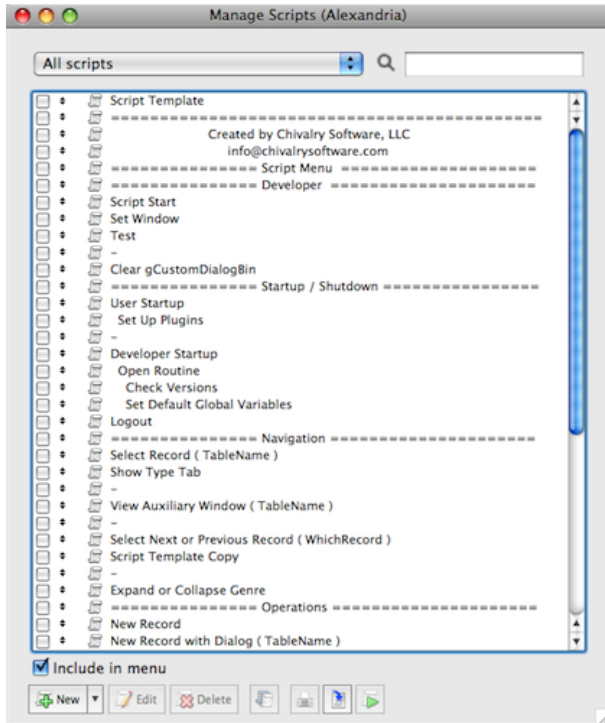 Manage Scripts (Alexandria)
All scripts
Script Template
================================================
Created by Chivalry Software, LLC
info@chivalrysoftware.com
=============== Script Menu =====================
=============== Developer =====================
Script Start
Set Window
Test
-
Clear gCustomDialogBin
=============== Startup / Shutdown ================
User Startup
Set Up Plugins
-
Developer Startup
Open Routine
Check Versions
Set Default Global Variables
Logout
=============== Navigation =====================
Select Record ( TableName )
Show Type Tab
-
View Auxiliary Window ( TableName )
-
Select Next or Previous Record ( WhichRecord )
Script Template Copy
-
Expand or Collapse Genre
=============== Operations =====================
New Record
New Record with Dialog ( TableName )
Include in menu
New Edit Delete